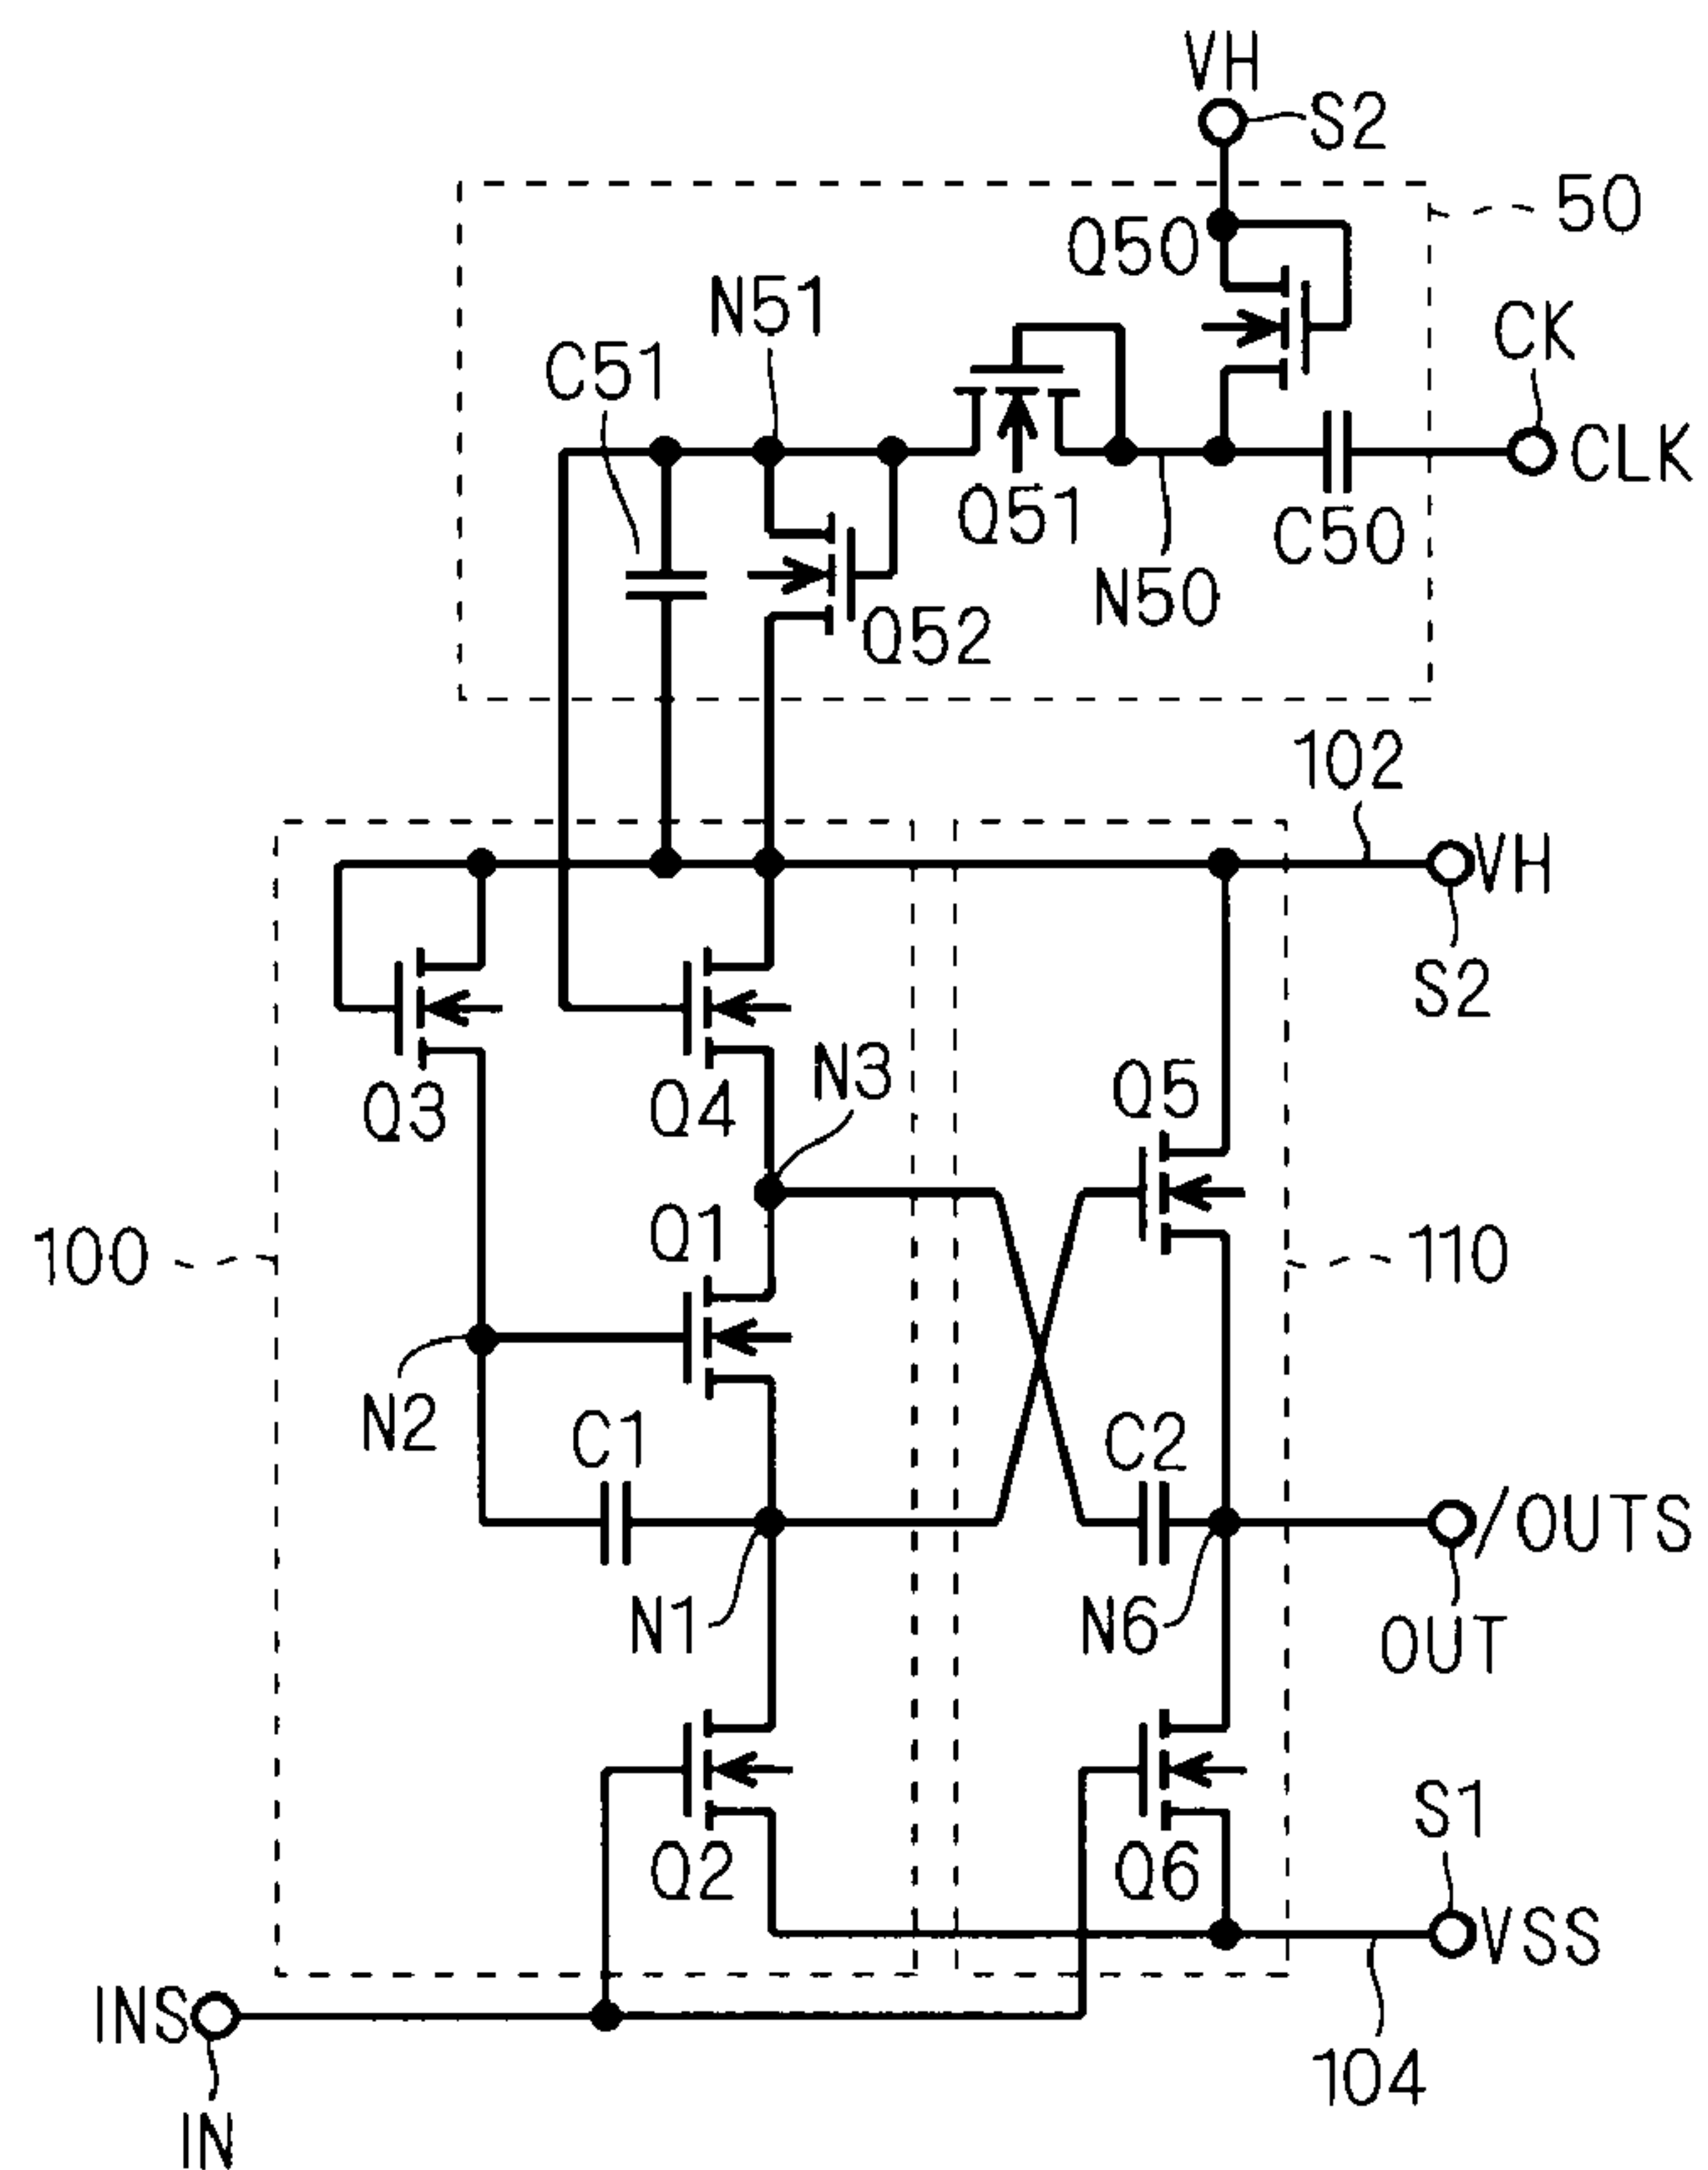 VH
S2
50
Q50
N51
CK
C51
CLK
Q51
C50
N50
Q52
102
VH
S2
Q3
Q4
N3
Q5
100
Q1
110
N2
C1
C2
/OUTS
N1
N6
OUT
S1
Q2
Q6
VSS
INS
104
IN